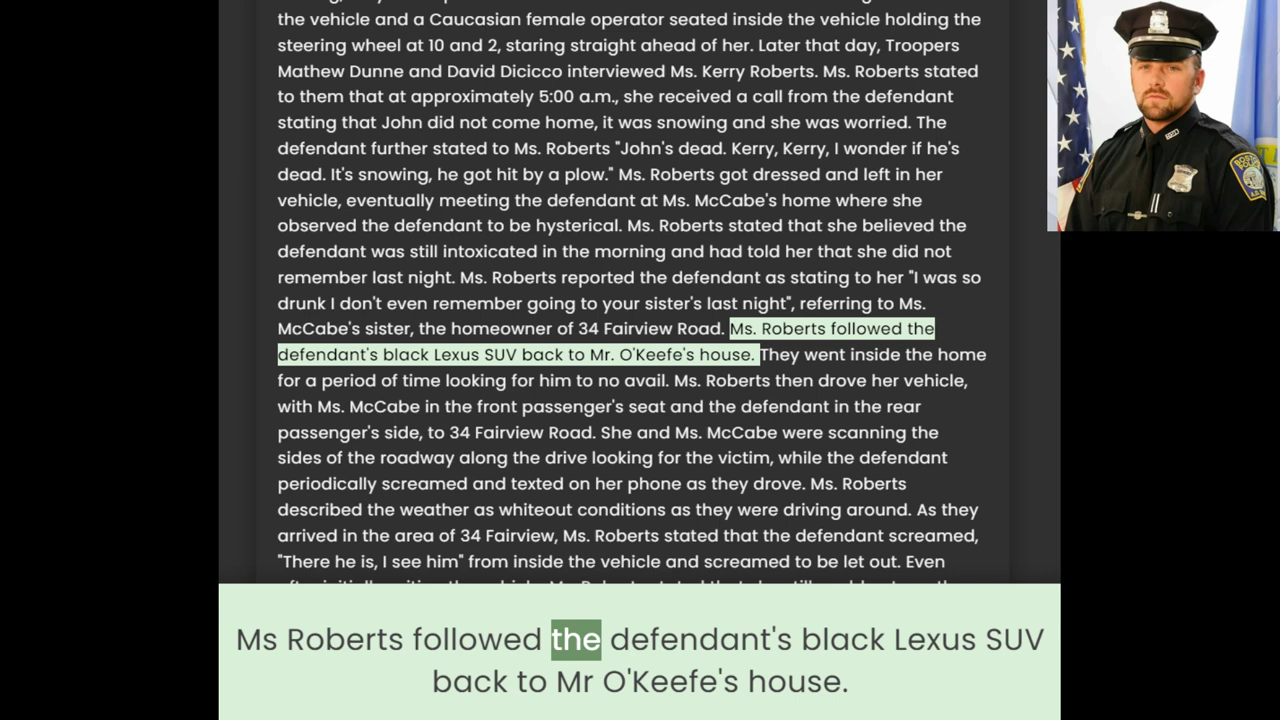 the vehicle and a Caucasian female operator seated inside the vehicle holding the
steering wheel at 10 and 2, staring straight ahead of her. Later that day, Troopers
Mathew Dunne and David Dicicco interviewed Ms. Kerry Roberts. Ms. Roberts stated
to them that at approximately 5:00 a.m., she received a call from the defendant
stating that John did not come home, it was snowing and she was worried. The
defendant further stated to Ms. Roberts "John's dead. Kerry, Kerry, I wonder if he's
dead. It's snowing, he got hit by a plow." Ms. Roberts got dressed and left in her
vehicle, eventually meeting the defendant at Ms. McCabe's home where she
observed the defendant to be hysterical. Ms. Roberts stated that she believed the
defendant was still intoxicated in the morning and had told her that she did not
remember last night. Ms. Roberts reported the defendant as stating to her "I was so
drunk I don't even remember going to your sister's last night", referring to Ms.
McCabe's sister, the homeowner of 34 Fairview Road. Ms. Roberts followed the
defendant's black Lexus SUV back to Mr. O'Keefe's house. They went inside the home
for a period of time looking for him to no avail. Ms. Roberts then drove her vehicle,
with Ms. McCabe in the front passenger's seat and the defendant in the rear
passenger's side, to 34 Fairview Road. She and Ms. McCabe were scanning the
sides of the roadway along the drive looking for the victim, while the defendant
periodically screamed and texted on her phone as they drove. Ms. Roberts
described the weather as whiteout conditions as they were driving around. As they
arrived in the area of 34 Fairview, Ms. Roberts stated that the defendant screamed,
"There he is, I see him" from inside the vehicle and screamed to be let out. Even
Ms Roberts followed the defendant's black Lexus SUV
back to Mr O'Keefe's house.